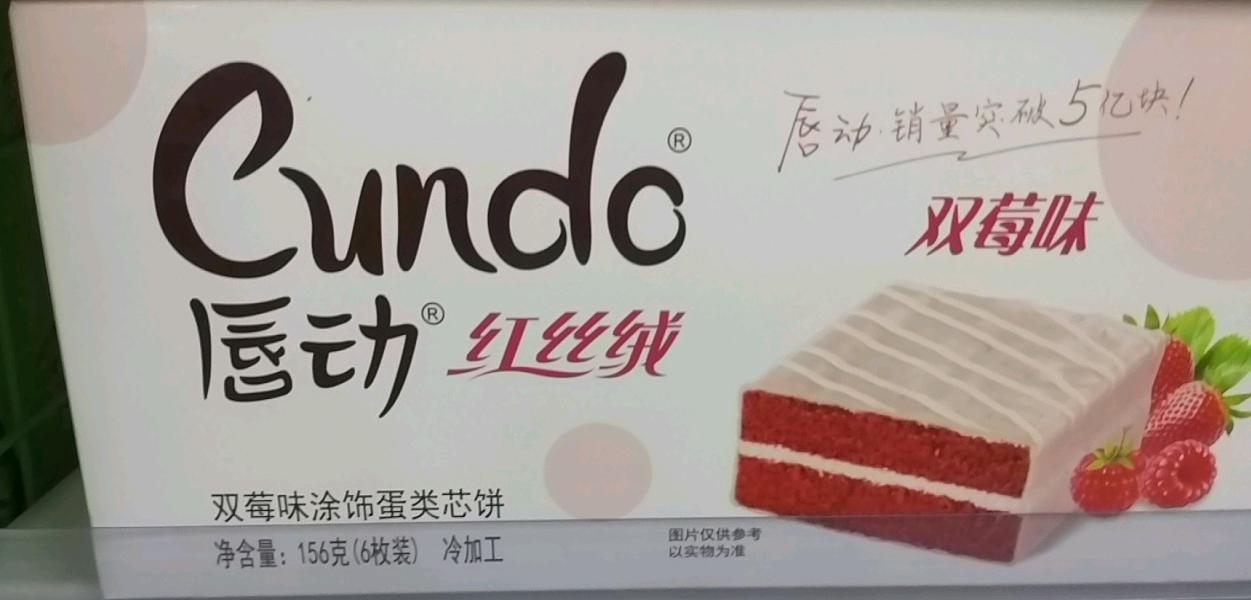 Cundo®
唇动·销量突破5亿块!
双莓味
唇动® 红丝绒
双莓味涂饰蛋类芯饼
净含量：156克(6枚装) 冷加工
图片仅供参考
以实物为准